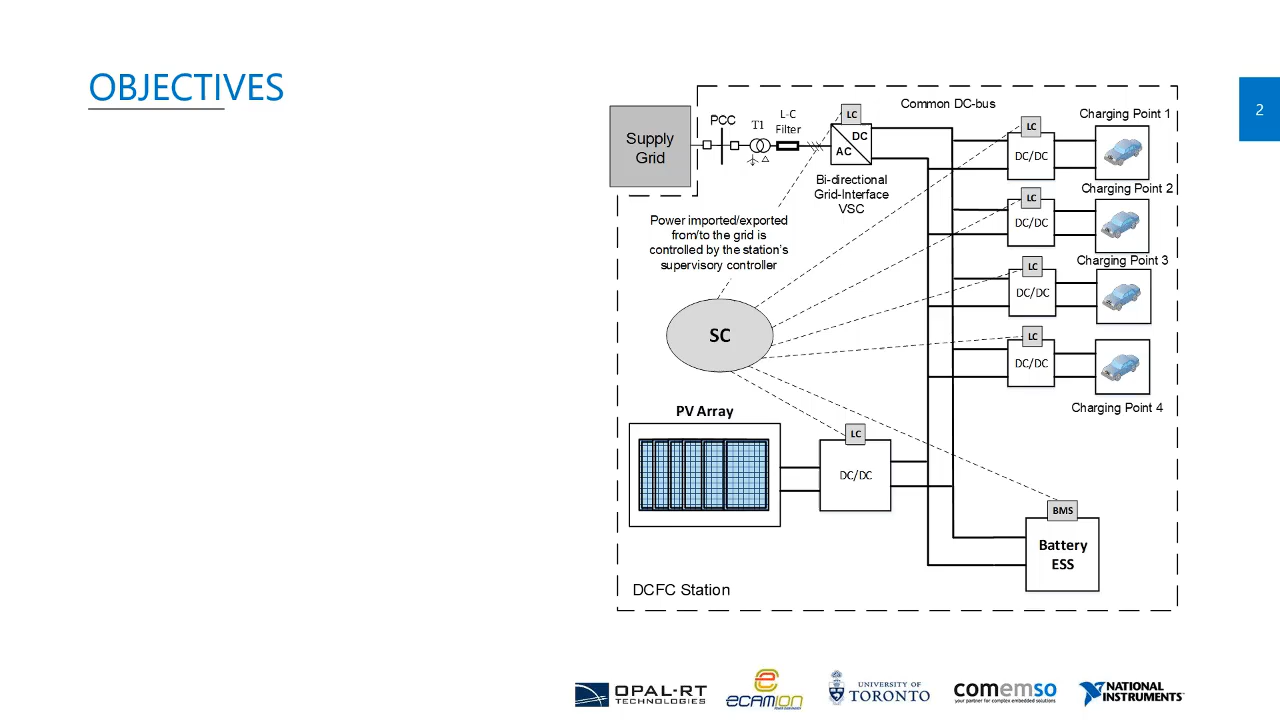 OBJECTIVES
2
Supply
Grid
PCC
T1
L-C
Filter
LC
DC
AC
Bi-directional
Grid-Interface
VSC
Common DC-bus
Charging Point 1
LC
DC/DC
Charging Point 2
LC
DC/DC
Charging Point 3
LC
DC/DC
LC
DC/DC
Charging Point 4
Power imported/exported
from/to the grid is
controlled by the station's
supervisory controller
SC
PV Array
LC
DC/DC
BMS
Battery
ESS
DCFC Station
OPAL-RT
TECHNOLOGIES
eCAMION
UNIVERSITY OF
TORONTO
comemso
your partner for complex embedded solutions
NATIONAL
INSTRUMENTS